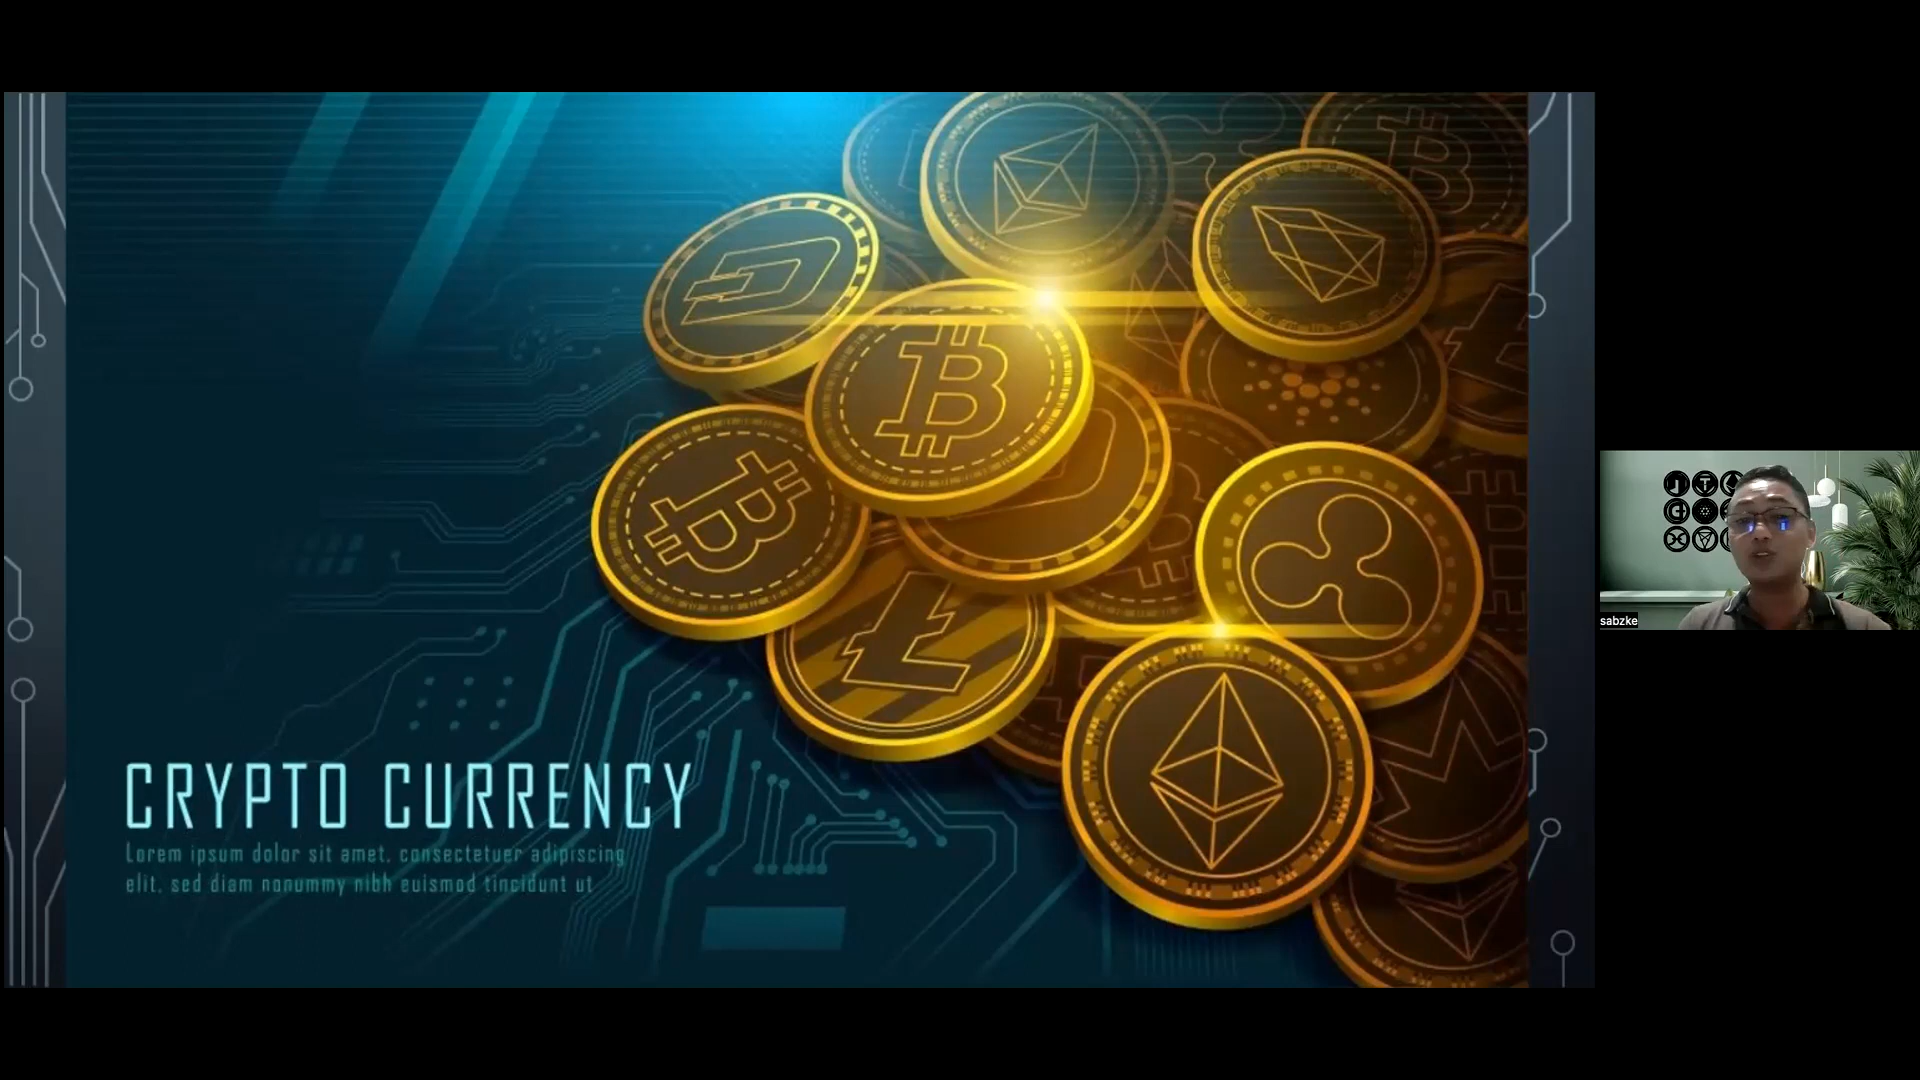 CRYPTO CURRENCY
Lorem ipsum dolor sit amet, consectetuer adipiscing
elit, sed diam nonummy nibh euismod tincidunt ut
sabzke